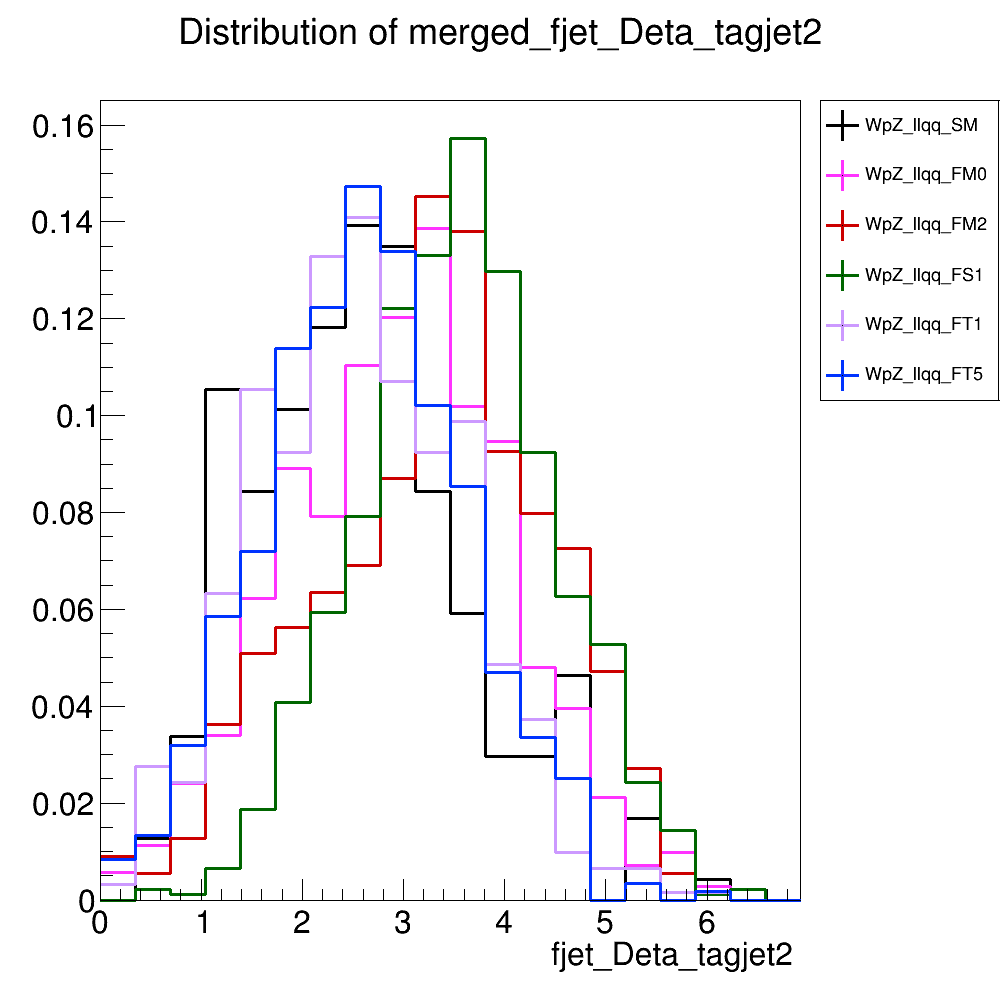 Distribution of merged_fjet_Deta_tagjet2
0.16
0.14
0.12
0.1
0.08
0.06
0.04
0.02
0
0 1 2 3 4 5 6
fjet_Deta_tagjet2
WpZ_llqq_SM
WpZ_llqq_FM0
WpZ_llqq_FM2
WpZ_llqq_FS1
WpZ_llqq_FT1
WpZ_llqq_FT5